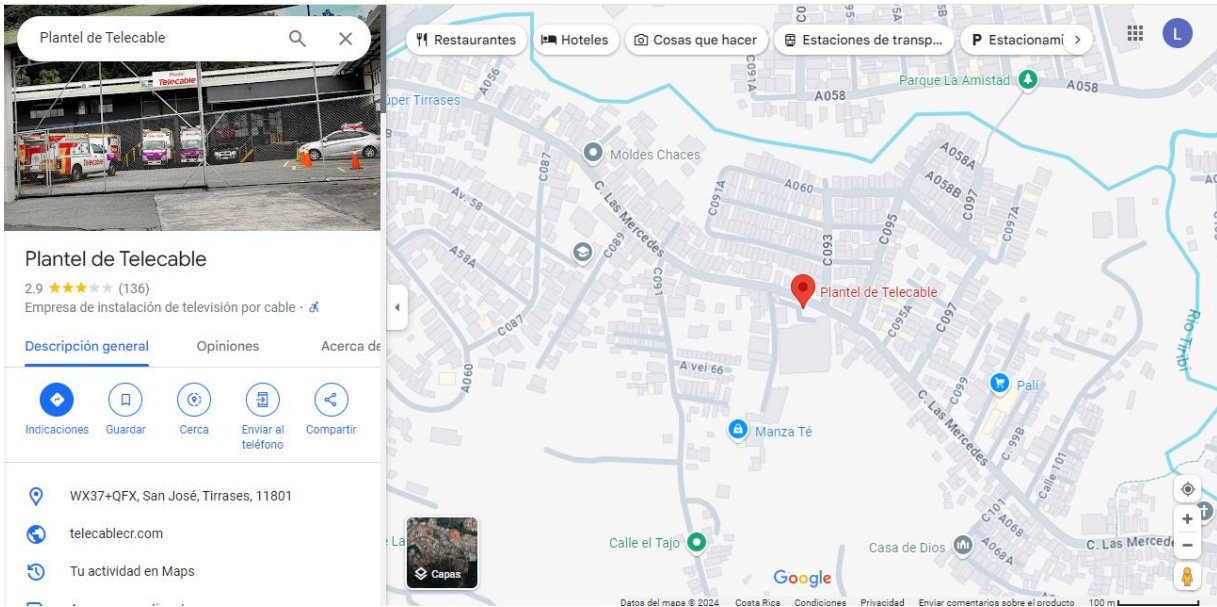 Plantel de Telecable
Restaurantes
Hoteles
Cosas que hacer
Estaciones de transp...
P Estacionami
L
Telecable
Telecable
Plantel de Telecable
2.9 (136)
Empresa de instalación de televisión por cable ·
Descripción general
Opiniones
Acerca de
Indicaciones
Guardar
Cerca
Enviar al
teléfono
Compartir
WX37+QFX, San José, Tirrases, 11801
telecablecr.com
Tu actividad en Maps
C091A
Parque La Amistad
A058
A058
uper Tirrases
A056
Moldes Chaces
C087
C. Las Mercedes
C091A
A060
A058A
A058B
C097
C097A
C095
C093
Av. 58
C089
A58A
C091
Plantel de Telecable
C095A
C097
Río Tiribí
C087
A060
A vei 66
C099
Palí
Manza Té
C. Las Mercedes
C. 99B
Calle 101
C101
A068
A068A
Calle el Tajo
Casa de Dios
C. Las Merced
Capas
Google
Datos del mapa © 2024
Costa Rica
Condiciones
Privacidad
Enviar comentarios sobre el producto
100 m